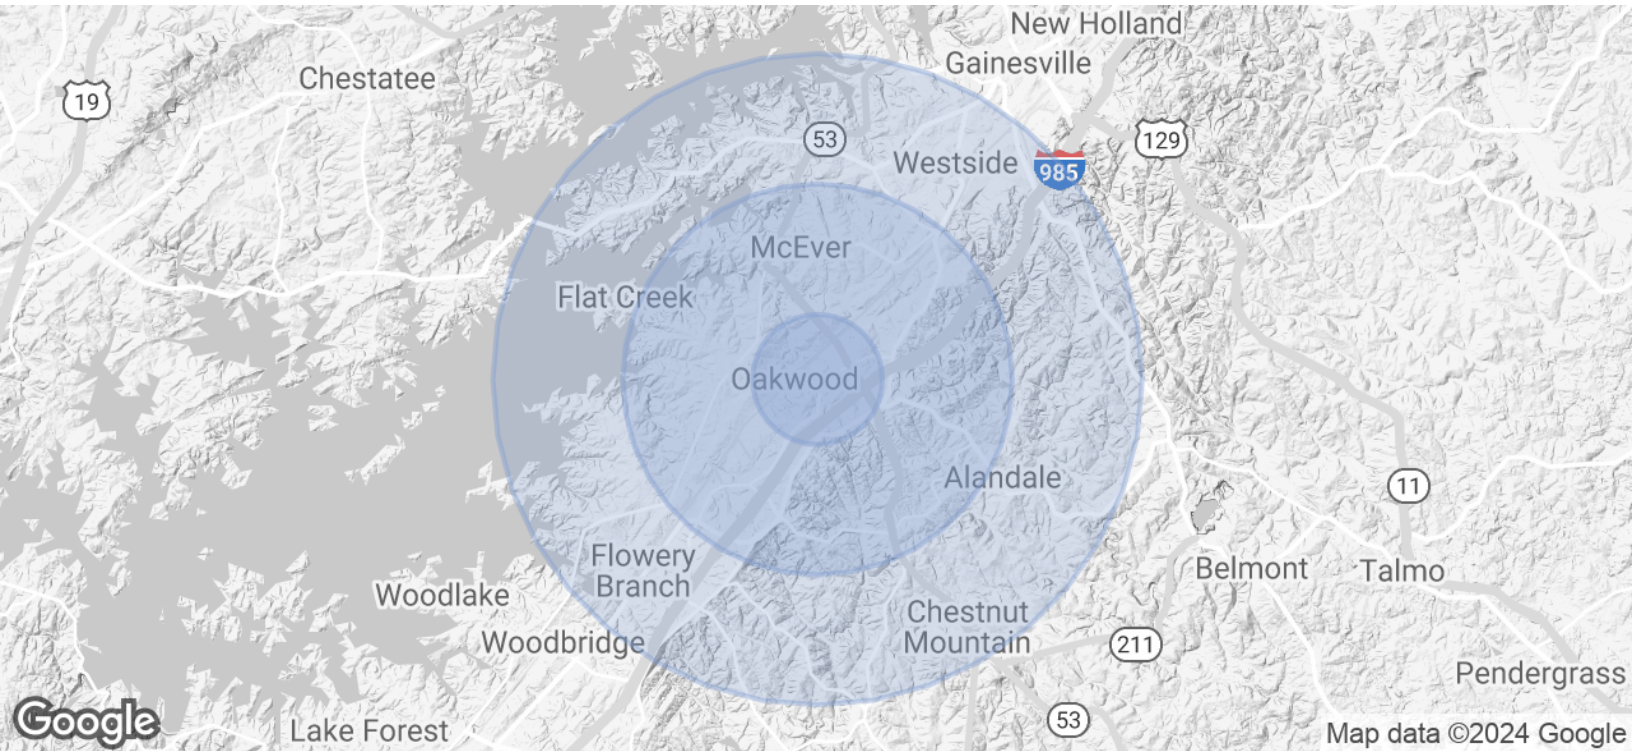 New Holland
Gainesville
Chestatee
19
53
129
Westside
985
McEver
Flat Creek
Oakwood
Alandale
11
Flowery
Branch
Belmont
Talmo
Woodlake
Chestnut
Mountain
Woodbridge
211
Pendergrass
Google
Lake Forest
53
Map data ©2024 Google